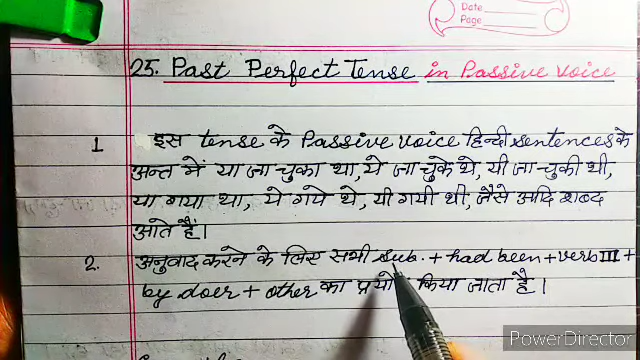 Date
Page
25. Past Perfect Tense in Passive voice
1 इस tense के Passive voice हिन्दी sentences के
अन्त में या जा चुका था, ये जा चुके थे, यी जा चुकी थी,
या गया था, ये गये थे, यी गयी थी, जैसे आदि शब्द
आते हैं।
2. अनुवाद करने के लिए सभी sub. + had been + verb III +
by doer + other का प्रयोग किया जाता है।
POWERDIRECTOR